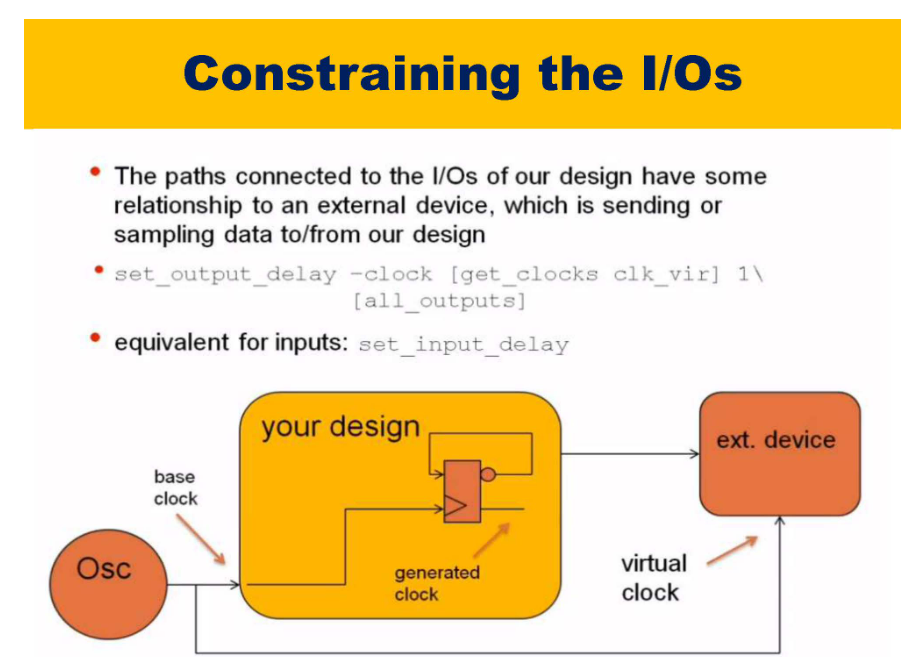 Constraining the I/Os
• The paths connected to the I/Os of our design have some
relationship to an external device, which is sending or
sampling data to/from our design
• set_output_delay –clock [get_clocks clk_vir] 1\
[all_outputs]
• equivalent for inputs: set_input_delay
your design
ext. device
base
clock
Osc
generated
clock
virtual
clock